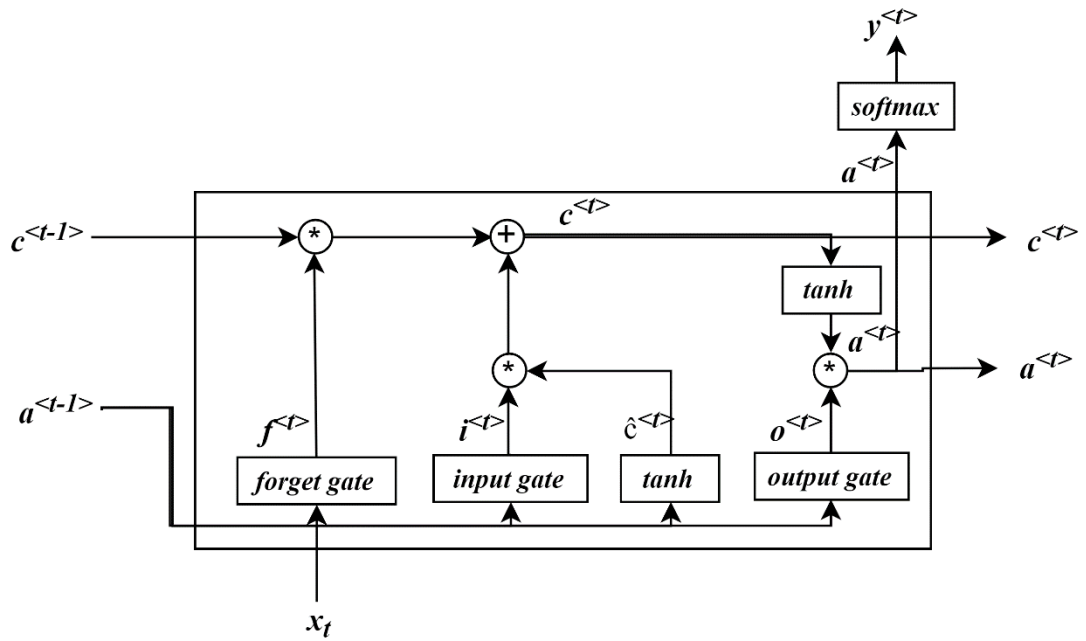 y<t>
softmax
a<t>
c<t-1>
*
+
c<t>
c<t>
tanh
a<t>
*
*
a<t>
a<t-1>
f<t>
i<t>
ĉ<t>
o<t>
forget gate
input gate
tanh
output gate
xt